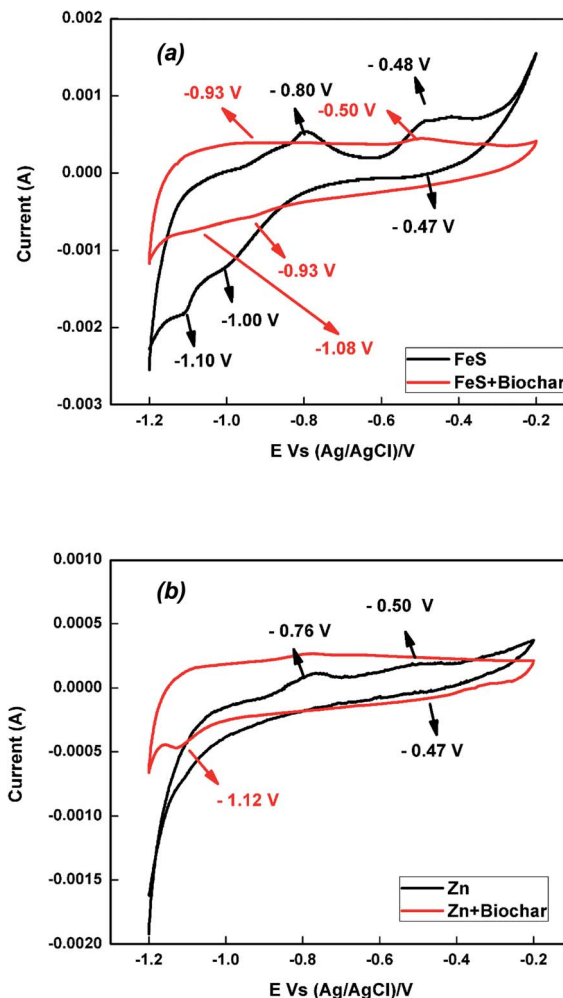 (a)
0.002
0.001
0.000
-0.001
-0.002
-0.003
Current (A)
-0.93 V
- 0.80 V
- 0.48 V
-0.50 V
- 0.47 V
-0.93 V
-1.00 V
-1.08 V
-1.10 V
FeS
FeS+Biochar
-1.2
-1.0
-0.8
-0.6
-0.4
-0.2
E Vs (Ag/AgCl)/V
(b)
0.0010
0.0005
0.0000
-0.0005
-0.0010
-0.0015
-0.0020
Current (A)
- 0.76 V
- 0.50 V
- 0.47 V
- 1.12 V
Zn
Zn+Biochar
-1.2
-1.0
-0.8
-0.6
-0.4
-0.2
E Vs (Ag/AgCl)/V